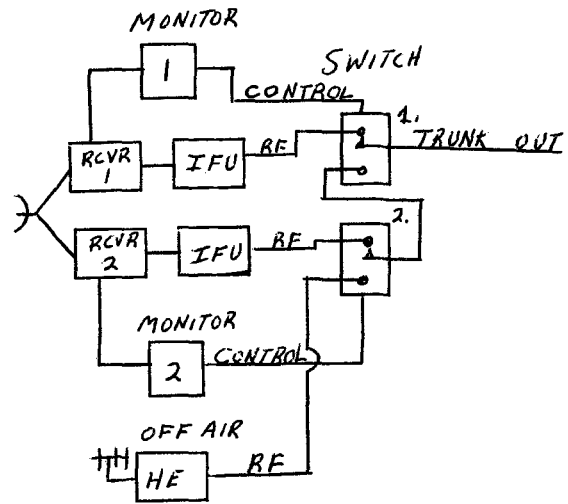 MONITOR
1
SWITCH
CONTROL
1.
RCVR
1
IFU
RF
TRUNK OUT
2.
RCVR
2
IFU
RF
MONITOR
2
CONTROL
OFF AIR
HE
RF